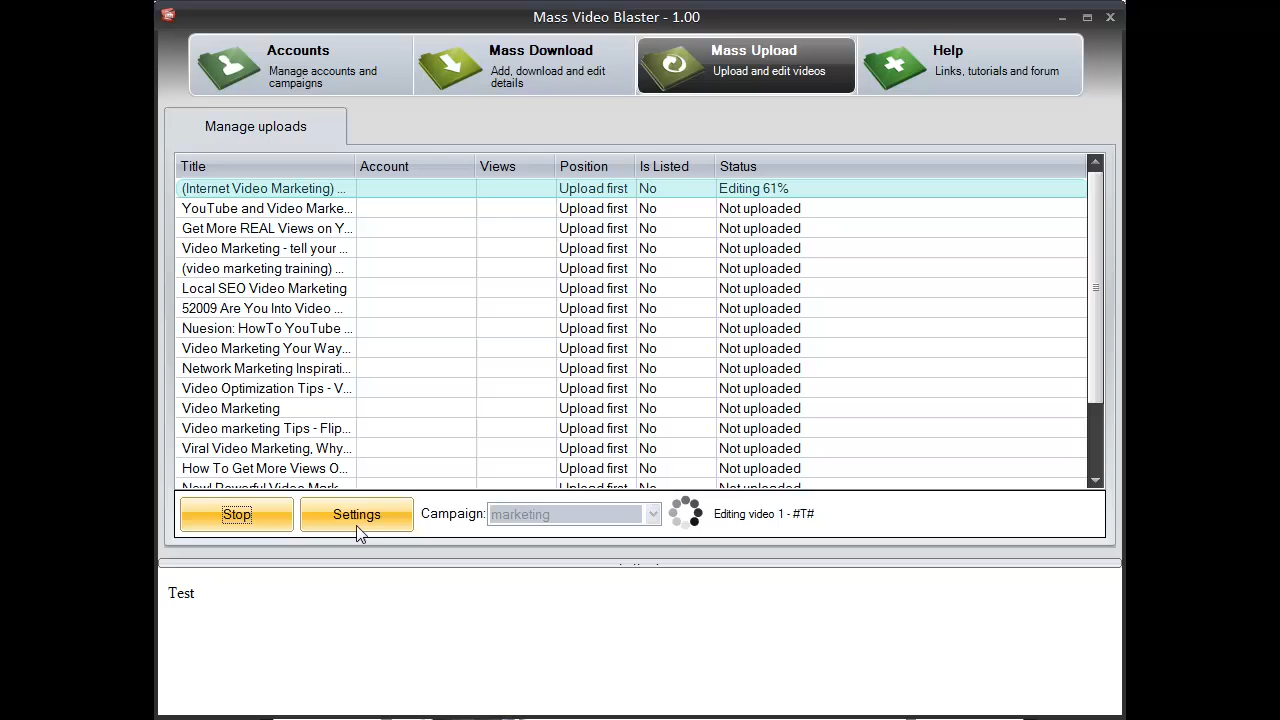 Mass Video Blaster - 1.00
Accounts
Manage accounts and
campaigns
Mass Download
Add, download and edit
details
Mass Upload
Upload and edit videos
Help
Links, tutorials and forum
Manage uploads
Title Account Views Position Is Listed Status
(Internet Video Marketing) ... Upload first No Editing 61%
YouTube and Video Marke... Upload first No Not uploaded
Get More REAL Views on Y... Upload first No Not uploaded
Video Marketing - tell your ... Upload first No Not uploaded
(video marketing training) ... Upload first No Not uploaded
Local SEO Video Marketing Upload first No Not uploaded
52009 Are You Into Video ... Upload first No Not uploaded
Nuesion: HowTo YouTube ... Upload first No Not uploaded
Video Marketing Your Way... Upload first No Not uploaded
Network Marketing Inspirati... Upload first No Not uploaded
Video Optimization Tips - V... Upload first No Not uploaded
Video Marketing Upload first No Not uploaded
Video marketing Tips - Flip... Upload first No Not uploaded
Viral Video Marketing, Why... Upload first No Not uploaded
How To Get More Views O... Upload first No Not uploaded
New! Powerful Video Mark... Upload first No Not uploaded
Stop Settings Campaign: marketing Editing video 1 - #T#
Test